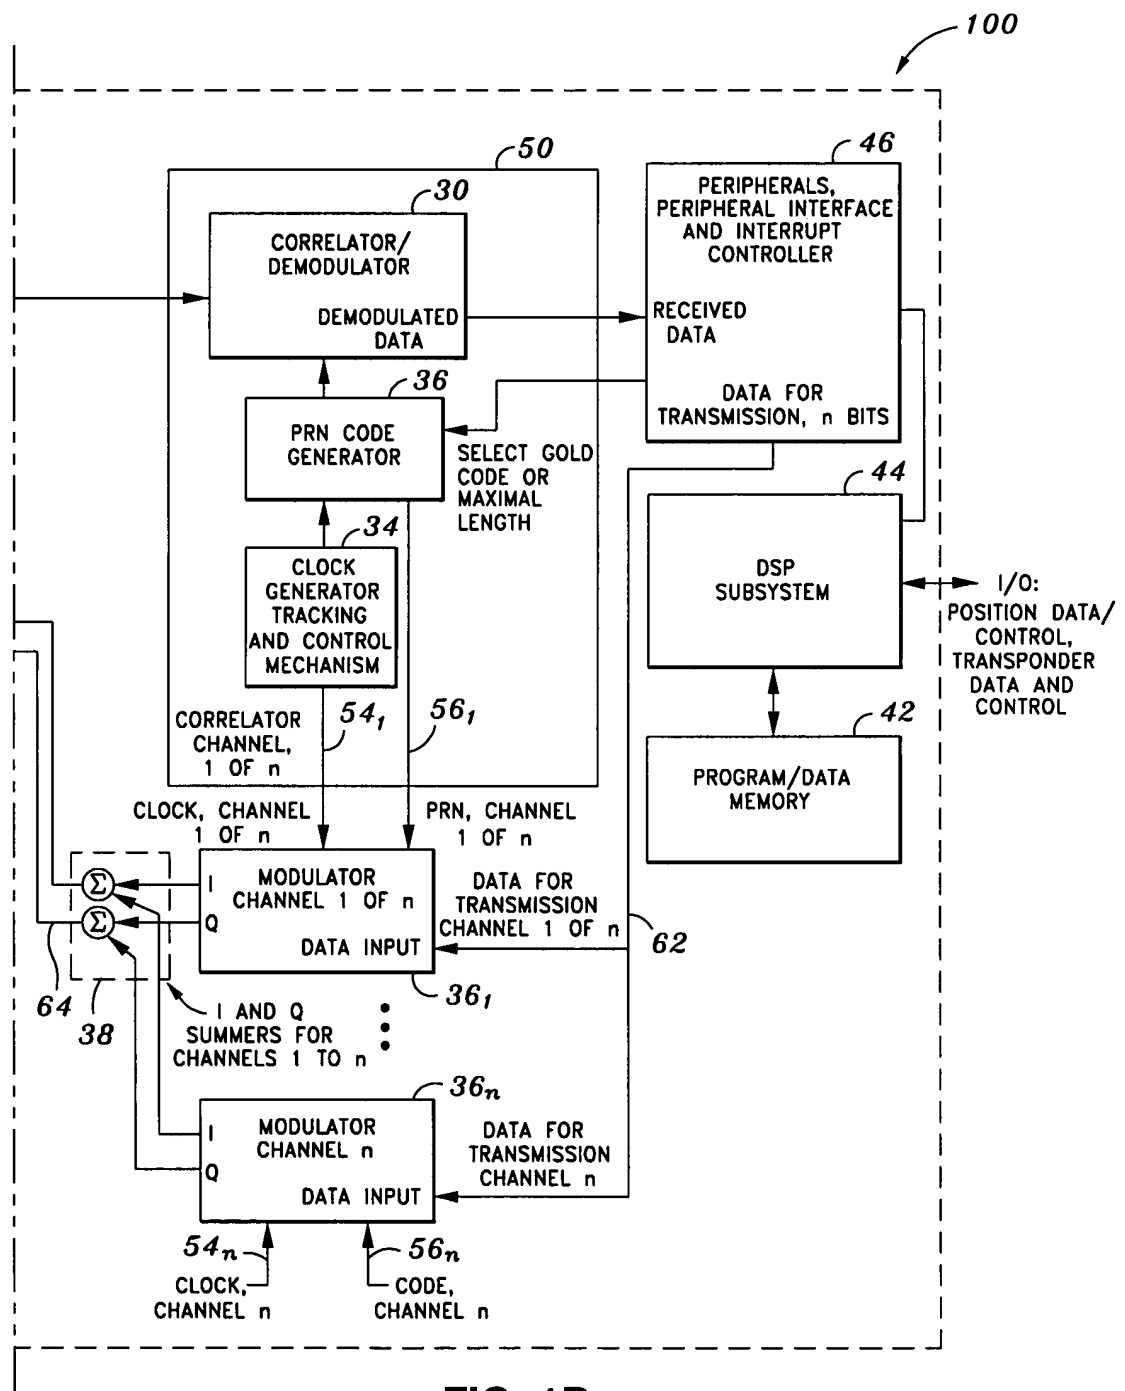 100
50
46
30
PERIPHERALS,
PERIPHERAL INTERFACE
AND INTERRUPT
CONTROLLER
CORRELATOR/
DEMODULATOR
DEMODULATED
DATA
RECEIVED
DATA
36
DATA FOR
TRANSMISSION, n BITS
PRN CODE
GENERATOR
SELECT GOLD
CODE OR
MAXIMAL
LENGTH
44
34
CLOCK
GENERATOR
TRACKING
AND CONTROL
MECHANISM
DSP
SUBSYSTEM
I/O:
POSITION DATA/
CONTROL,
TRANSPONDER
DATA AND
CONTROL
CORRELATOR
CHANNEL,
1 OF n
54₁
56₁
42
PROGRAM/DATA
MEMORY
CLOCK, CHANNEL
1 OF n
PRN, CHANNEL
1 OF n
Σ
Σ
I
Q
MODULATOR
CHANNEL 1 OF n
DATA INPUT
DATA FOR
TRANSMISSION
CHANNEL 1 OF n
62
64
38
36₁
I AND Q
SUMMERS FOR
CHANNELS 1 TO n
36ₙ
I
Q
MODULATOR
CHANNEL n
DATA INPUT
DATA FOR
TRANSMISSION
CHANNEL n
54ₙ
56ₙ
CLOCK,
CHANNEL n
CODE,
CHANNEL n